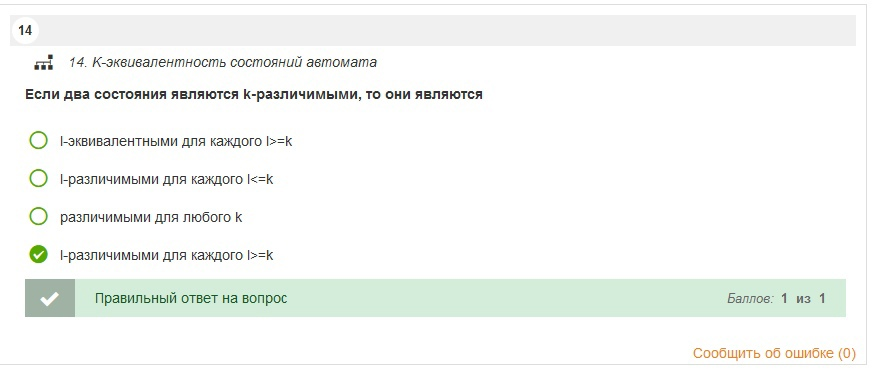 14
14. К-эквивалентность состояний автомата
Если два состояния являются k-различимыми, то они являются
l-эквивалентными для каждого l>=k
l-различимыми для каждого l<=k
различимыми для любого k
l-различимыми для каждого l>=k
Правильный ответ на вопрос Баллов: 1 из 1
Сообщить об ошибке (0)